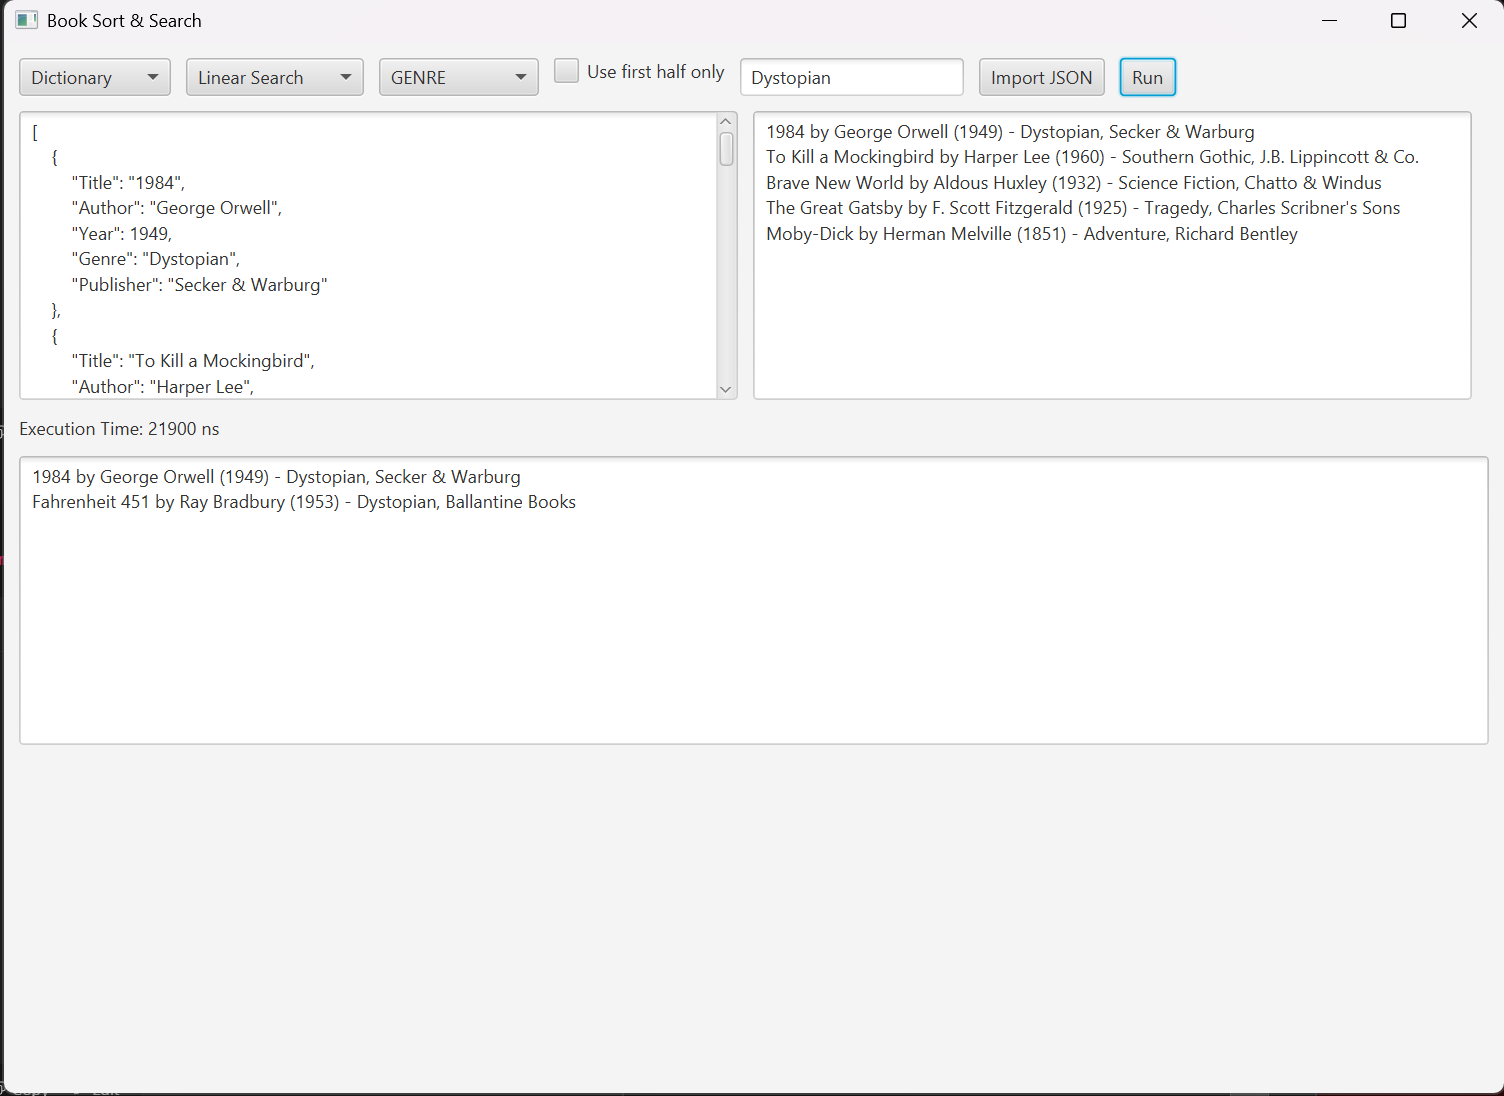 Book Sort & Search
Dictionary Linear Search GENRE Use first half only Dystopian Import JSON Run
[
{
"Title": "1984",
"Author": "George Orwell",
"Year": 1949,
"Genre": "Dystopian",
"Publisher": "Secker & Warburg"
},
{
"Title": "To Kill a Mockingbird",
"Author": "Harper Lee",
1984 by George Orwell (1949) - Dystopian, Secker & Warburg
To Kill a Mockingbird by Harper Lee (1960) - Southern Gothic, J.B. Lippincott & Co.
Brave New World by Aldous Huxley (1932) - Science Fiction, Chatto & Windus
The Great Gatsby by F. Scott Fitzgerald (1925) - Tragedy, Charles Scribner's Sons
Moby-Dick by Herman Melville (1851) - Adventure, Richard Bentley
Execution Time: 21900 ns
1984 by George Orwell (1949) - Dystopian, Secker & Warburg
Fahrenheit 451 by Ray Bradbury (1953) - Dystopian, Ballantine Books